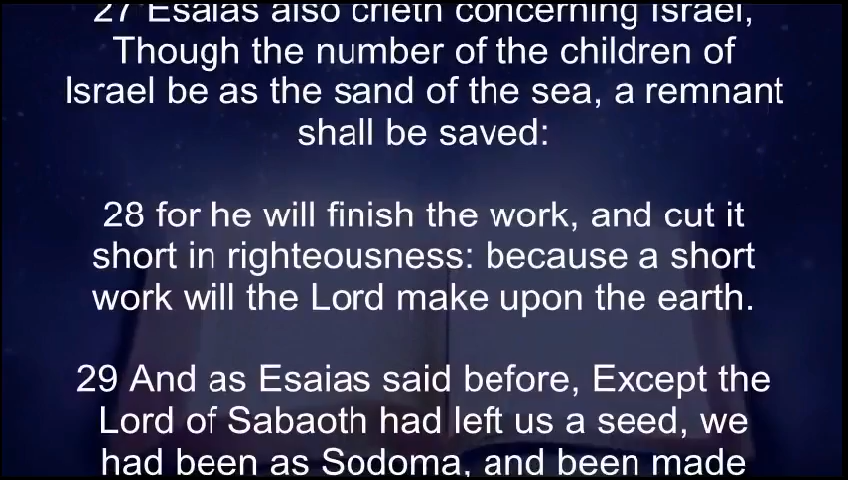 27 Esaias also crieth concerning Israel,
Though the number of the children of
Israel be as the sand of the sea, a remnant
shall be saved:
28 for he will finish the work, and cut it
short in righteousness: because a short
work will the Lord make upon the earth.
29 And as Esaias said before, Except the
Lord of Sabaoth had left us a seed, we
had been as Sodoma, and been made